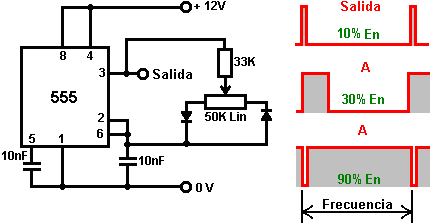 + 12V
Salida
10% En
8
4
3
33K
Salida
A
555
30% En
2
50K Lin
6
A
5
1
10nF
10nF
90% En
0 V
Frecuencia